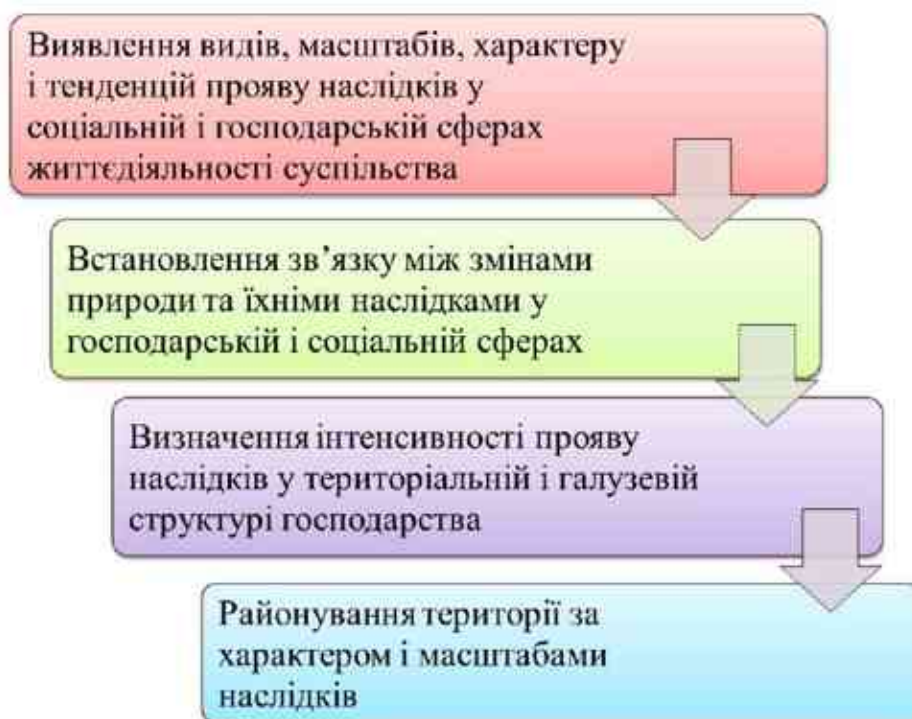 Виявлення видів, масштабів, характеру
і тенденцій прояву наслідків у
соціальній і господарській сферах
життєдіяльності суспільства
Встановлення зв’язку між змінами
природи та їхніми наслідками у
господарській і соціальній сферах
Визначення інтенсивності прояву
наслідків у територіальній і галузевій
структурі господарства
Районування території за
характером і масштабами
наслідків